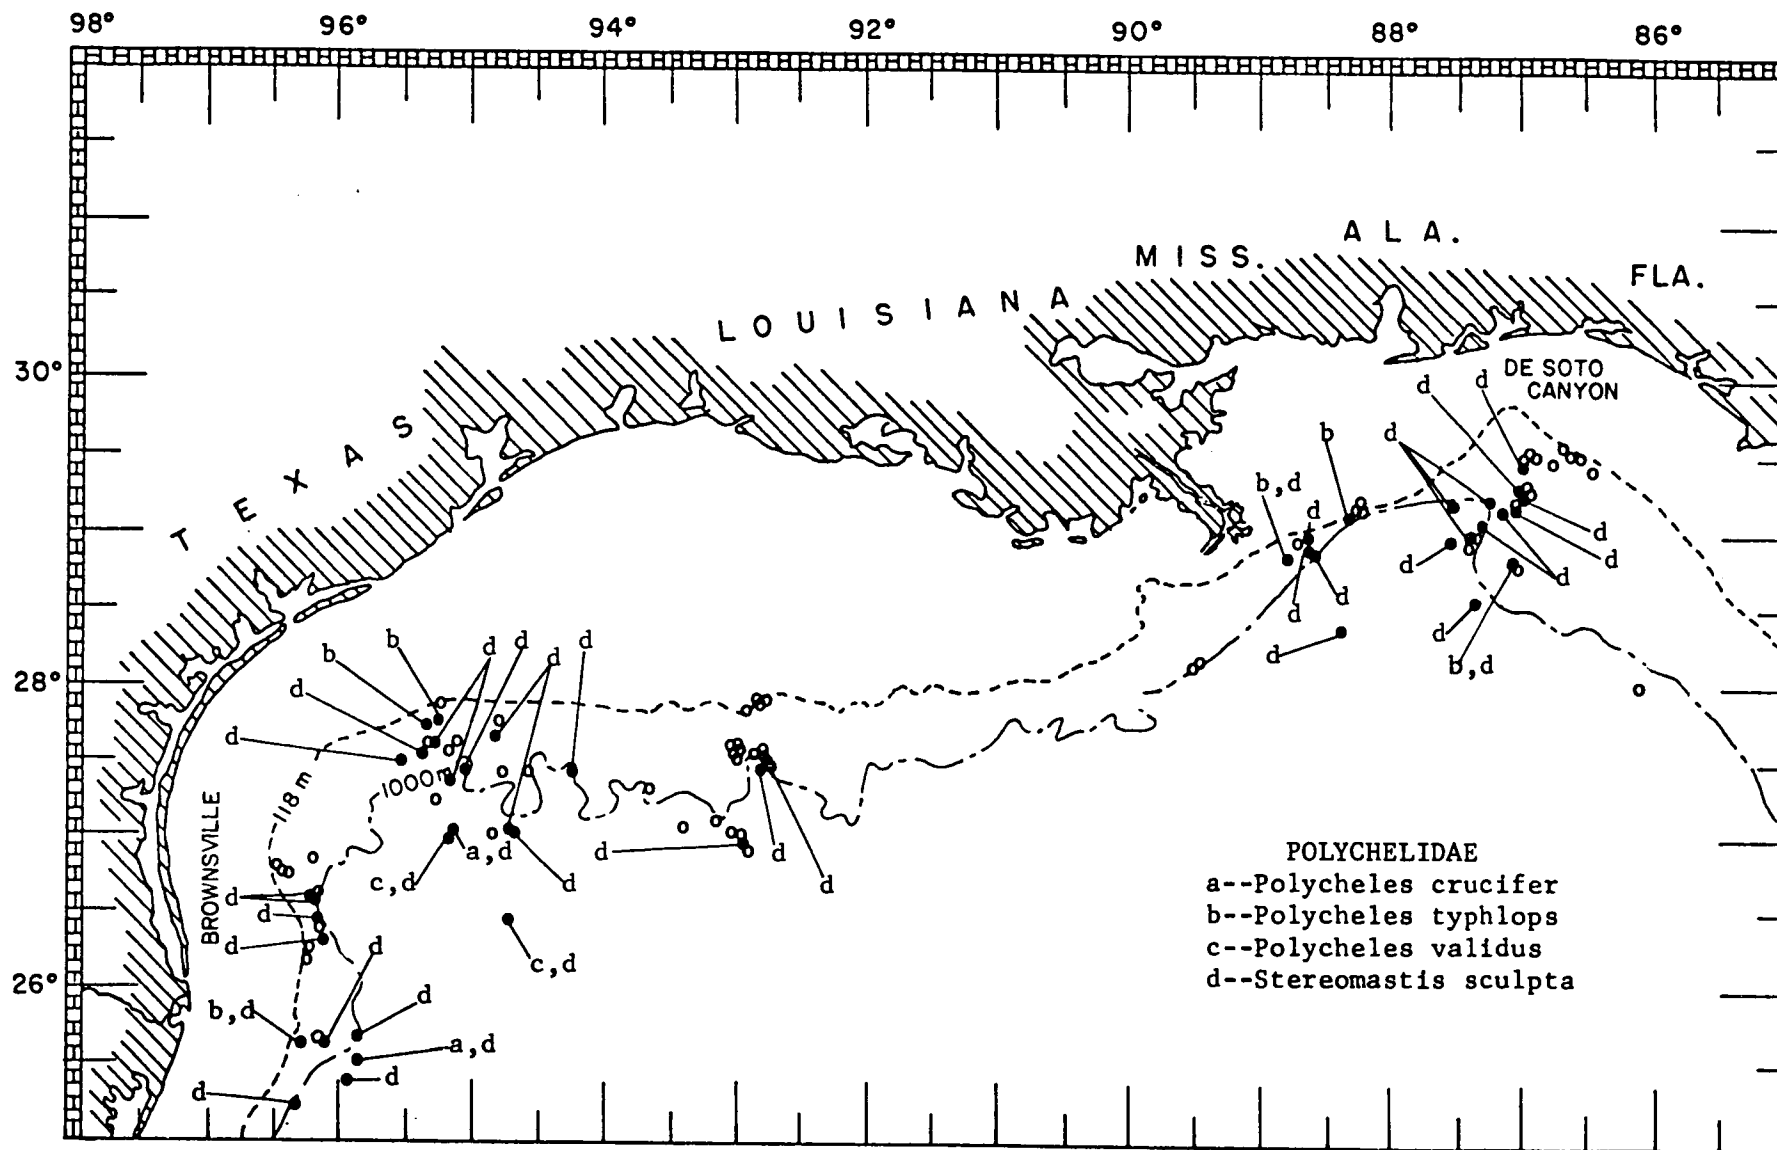 98° 96° 94° 92° 90° 88° 86°
ALA.
MISS.
FLA.
LOUISIANA
TEXAS
30°
DE SOTO
CANYON
d d
b d
b,d d
d
d
d d
d
d d
d
d
b,d
28°
b b d d d d
d
d
118 m
1000 m
BROWNSVILLE
a,d d d
c,d d d
d
d
d
d
c,d
26°
b,d d
a,d
d
d
POLYCHELIDAE
a--Polycheles crucifer
b--Polycheles typhlops
c--Polycheles validus
d--Stereomastis sculpta